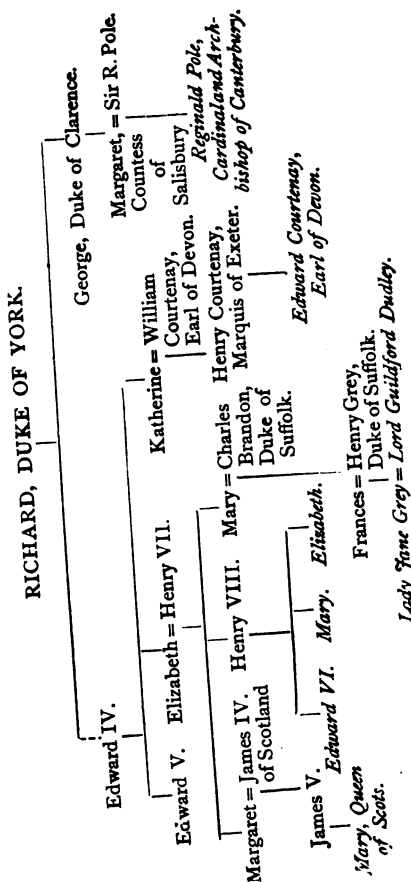 RICHARD, DUKE OF YORK.
Edward IV.
George, Duke of Clarence.
Edward V.
Elizabeth = Henry VII.
Katherine = William
Courtenay,
Earl of Devon.
Margaret, = Sir R. Pole.
Countess
of
Salisbury
Margaret = James IV.
of Scotland
Henry VIII.
Mary = Charles
Brandon,
Duke of
Suffolk.
Henry Courtenay,
Marquis of Exeter.
Reginald Pole,
Cardinal and Arch-
bishop of Canterbury.
James V.
Edward VI.
Mary.
Elizabeth.
Frances = Henry Grey,
Duke of Suffolk.
Edward Courtenay,
Earl of Devon.
Mary, Queen
of Scots.
Lady Jane Grey = Lord Guildford Dudley.